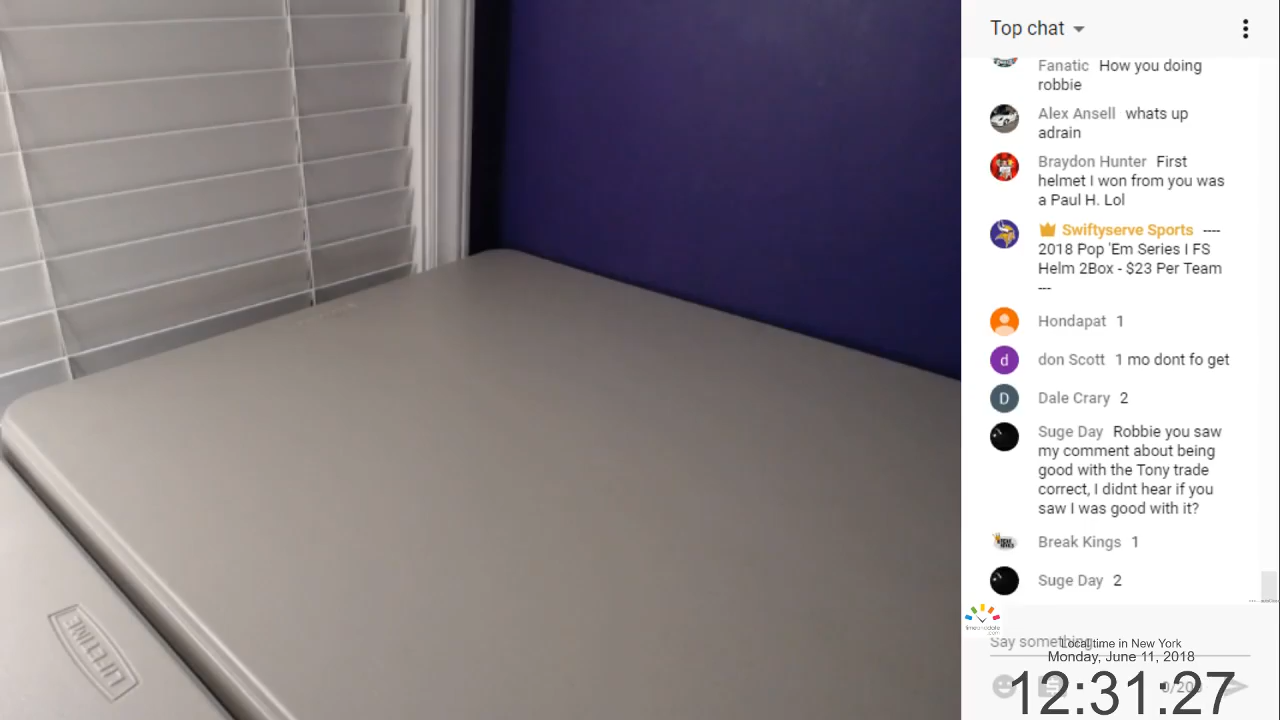 Top chat
Fanatic How you doing
robbie
Alex Ansell whats up
adrain
Braydon Hunter First
helmet I won from you was
a Paul H. Lol
Swiftyserve Sports ----
2018 Pop 'Em Series I FS
Helm 2Box - $23 Per Team
---
Hondapat 1
d
don Scott 1 mo dont fo get
D
Dale Crary 2
Suge Day Robbie you saw
my comment about being
good with the Tony trade
correct, I didnt hear if you
saw I was good with it?
Break Kings 1
Suge Day 2
Say something...
Local time in New York
Monday, June 11, 2018
0/200
12:31:27
LIFETIME